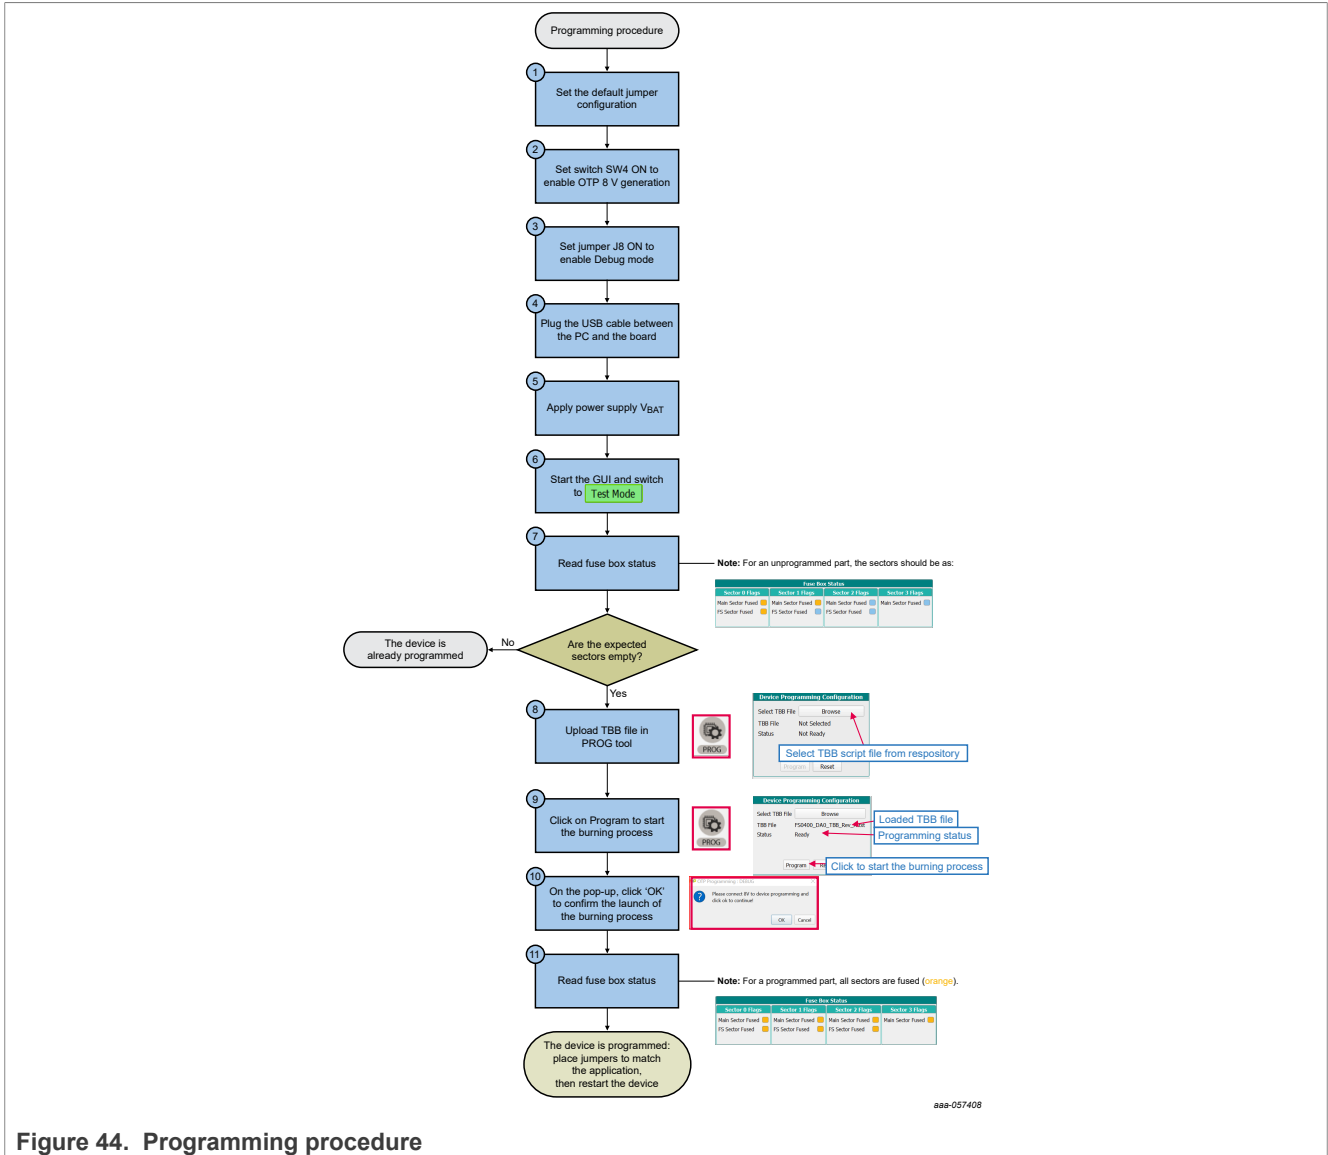 Programming procedure
1
Set the default jumper
configuration
2
Set switch SW4 ON to
enable OTP 8 V generation
3
Set jumper J8 ON to
enable Debug mode
4
Plug the USB cable between
the PC and the board
5
Apply power supply VBAT
6
Start the GUI and switch
to Test Mode
7
Read fuse box status
Note: For an unprogrammed part, the sectors should be as:
Fuse Box Status
Sector 0 Flags Sector 1 Flags Sector 2 Flags Sector 3 Flags
Main Sector Fused Main Sector Fused Main Sector Fused Main Sector Fused
FS Sector Fused FS Sector Fused FS Sector Fused
Are the expected
sectors empty?
No
The device is
already programmed
Yes
8
Upload TBB file in
PROG tool
PROG
Device Programming Configuration
Select TBB File Browse
TBB File Not Selected
Status Not Ready
Select TBB script file from respository
Program Reset
9
Click on Program to start
the burning process
PROG
Device Programming Configuration
Select TBB File Browse
TBB File FS0400_DA0_TBB_Rev
Loaded TBB file
Status Ready
Programming status
Program
Click to start the burning process
10
On the pop-up, click ‘OK’
to confirm the launch of
the burning process
Please connect 8V to device programming and
click ok to continue!
OK Cancel
11
Read fuse box status
Note: For a programmed part, all sectors are fused (orange).
Fuse Box Status
Sector 0 Flags Sector 1 Flags Sector 2 Flags Sector 3 Flags
Main Sector Fused Main Sector Fused Main Sector Fused Main Sector Fused
FS Sector Fused FS Sector Fused FS Sector Fused
The device is programmed:
place jumpers to match
the application,
then restart the device
aaa-057408
Figure 44. Programming procedure